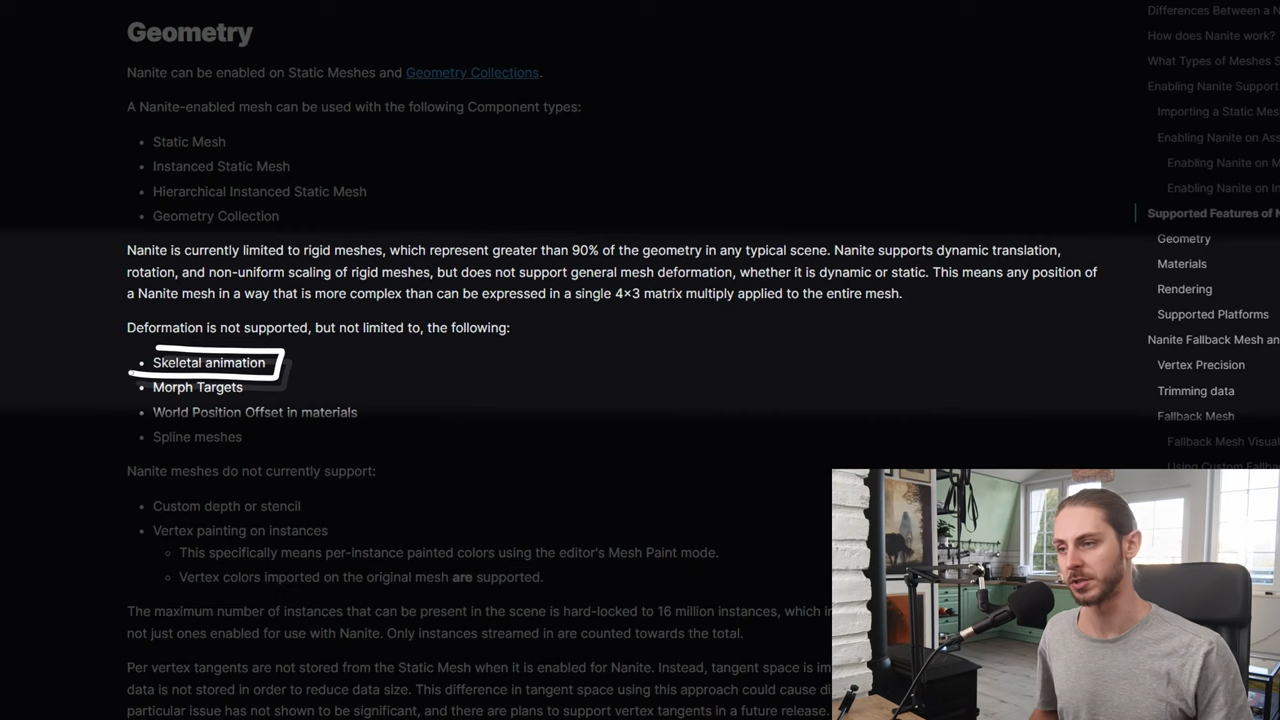 Geometry
Nanite can be enabled on Static Meshes and Geometry Collections.
A Nanite-enabled mesh can be used with the following Component types:
• Static Mesh
• Instanced Static Mesh
• Hierarchical Instanced Static Mesh
• Geometry Collection
Nanite is currently limited to rigid meshes, which represent greater than 90% of the geometry in any typical scene. Nanite supports dynamic translation,
rotation, and non-uniform scaling of rigid meshes, but does not support general mesh deformation, whether it is dynamic or static. This means any position of
a Nanite mesh in a way that is more complex than can be expressed in a single 4×3 matrix multiply applied to the entire mesh.
Deformation is not supported, but not limited to, the following:
• Skeletal animation
• Morph Targets
• World Position Offset in materials
• Spline meshes
Nanite meshes do not currently support:
• Custom depth or stencil
• Vertex painting on instances
◦ This specifically means per-instance painted colors using the editor's Mesh Paint mode.
◦ Vertex colors imported on the original mesh are supported.
The maximum number of instances that can be present in the scene is hard-locked to 16 million instances, which
not just ones enabled for use with Nanite. Only instances streamed in are counted towards the total.
Per vertex tangents are not stored from the Static Mesh when it is enabled for Nanite. Instead, tangent space is
data is not stored in order to reduce data size. This difference in tangent space using this approach could cause
particular issue has not shown to be significant, and there are plans to support vertex tangents in a future release.
Differences Between a N
How does Nanite work?
What Types of Meshes S
Enabling Nanite Support
Importing a Static Mes
Enabling Nanite on Ass
Enabling Nanite on M
Enabling Nanite on In
Supported Features of N
Geometry
Materials
Rendering
Supported Platforms
Nanite Fallback Mesh an
Vertex Precision
Trimming data
Fallback Mesh
Fallback Mesh Visual
Using Custom Fallback